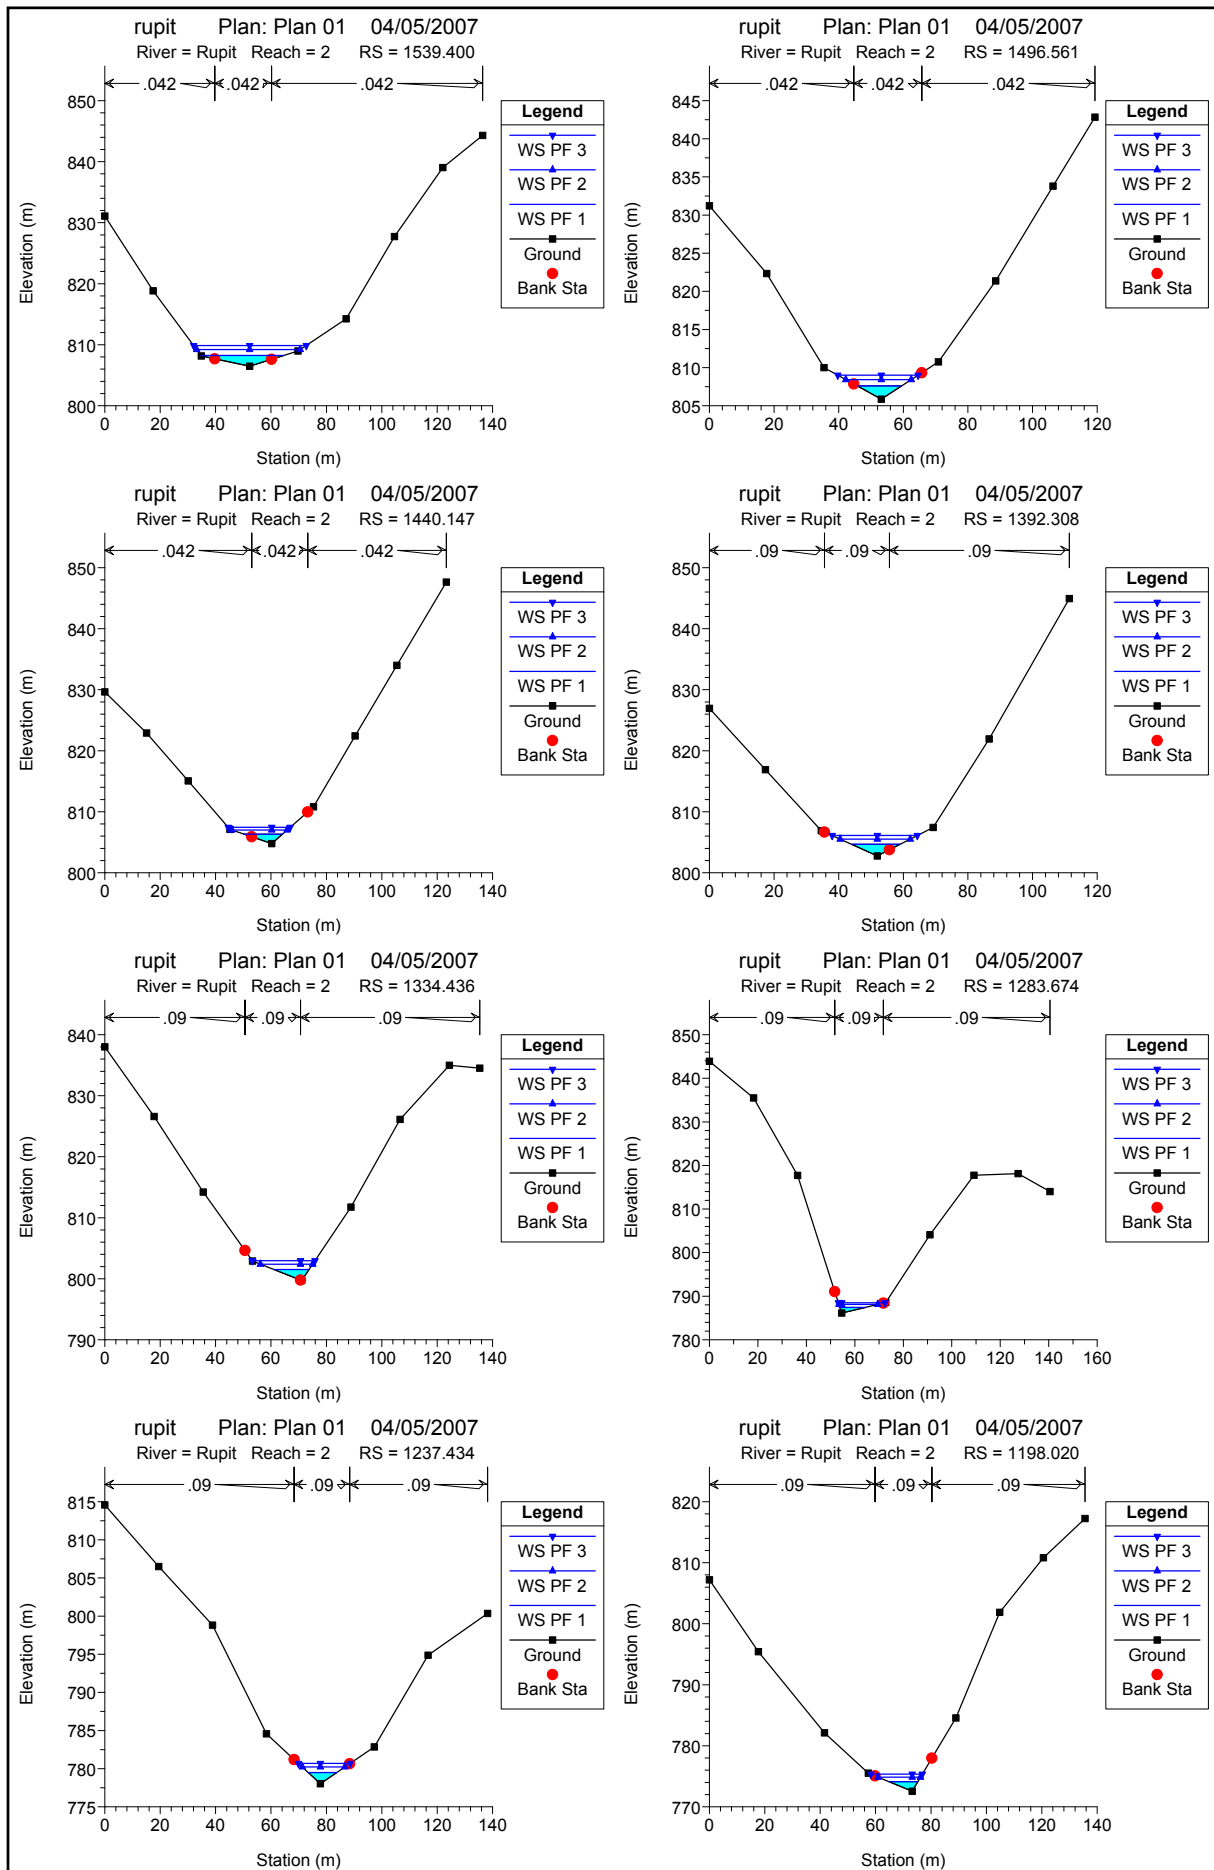 rupit Plan: Plan 01 04/05/2007
River = Rupit Reach = 2 RS = 1539.400
.042 .042 .042
Elevation (m)
850
840
830
820
810
800
0 20 40 60 80 100 120 140
Station (m)
Legend
WS PF 3
WS PF 2
WS PF 1
Ground
Bank Sta
rupit Plan: Plan 01 04/05/2007
River = Rupit Reach = 2 RS = 1496.561
.042 .042 .042
Elevation (m)
845
840
835
830
825
820
815
810
805
0 20 40 60 80 100 120
Station (m)
Legend
WS PF 3
WS PF 2
WS PF 1
Ground
Bank Sta
rupit Plan: Plan 01 04/05/2007
River = Rupit Reach = 2 RS = 1440.147
.042 .042 .042
Elevation (m)
850
840
830
820
810
800
0 20 40 60 80 100 120 140
Station (m)
Legend
WS PF 3
WS PF 2
WS PF 1
Ground
Bank Sta
rupit Plan: Plan 01 04/05/2007
River = Rupit Reach = 2 RS = 1392.308
.09 .09 .09
Elevation (m)
850
840
830
820
810
800
0 20 40 60 80 100 120
Station (m)
Legend
WS PF 3
WS PF 2
WS PF 1
Ground
Bank Sta
rupit Plan: Plan 01 04/05/2007
River = Rupit Reach = 2 RS = 1334.436
.09 .09 .09
Elevation (m)
840
830
820
810
800
790
0 20 40 60 80 100 120 140
Station (m)
Legend
WS PF 3
WS PF 2
WS PF 1
Ground
Bank Sta
rupit Plan: Plan 01 04/05/2007
River = Rupit Reach = 2 RS = 1283.674
.09 .09 .09
Elevation (m)
850
840
830
820
810
800
790
780
0 20 40 60 80 100 120 140 160
Station (m)
Legend
WS PF 3
WS PF 2
WS PF 1
Ground
Bank Sta
rupit Plan: Plan 01 04/05/2007
River = Rupit Reach = 2 RS = 1237.434
.09 .09 .09
Elevation (m)
815
810
805
800
795
790
785
780
775
0 20 40 60 80 100 120 140
Station (m)
Legend
WS PF 3
WS PF 2
WS PF 1
Ground
Bank Sta
rupit Plan: Plan 01 04/05/2007
River = Rupit Reach = 2 RS = 1198.020
.09 .09 .09
Elevation (m)
820
810
800
790
780
770
0 20 40 60 80 100 120 140
Station (m)
Legend
WS PF 3
WS PF 2
WS PF 1
Ground
Bank Sta